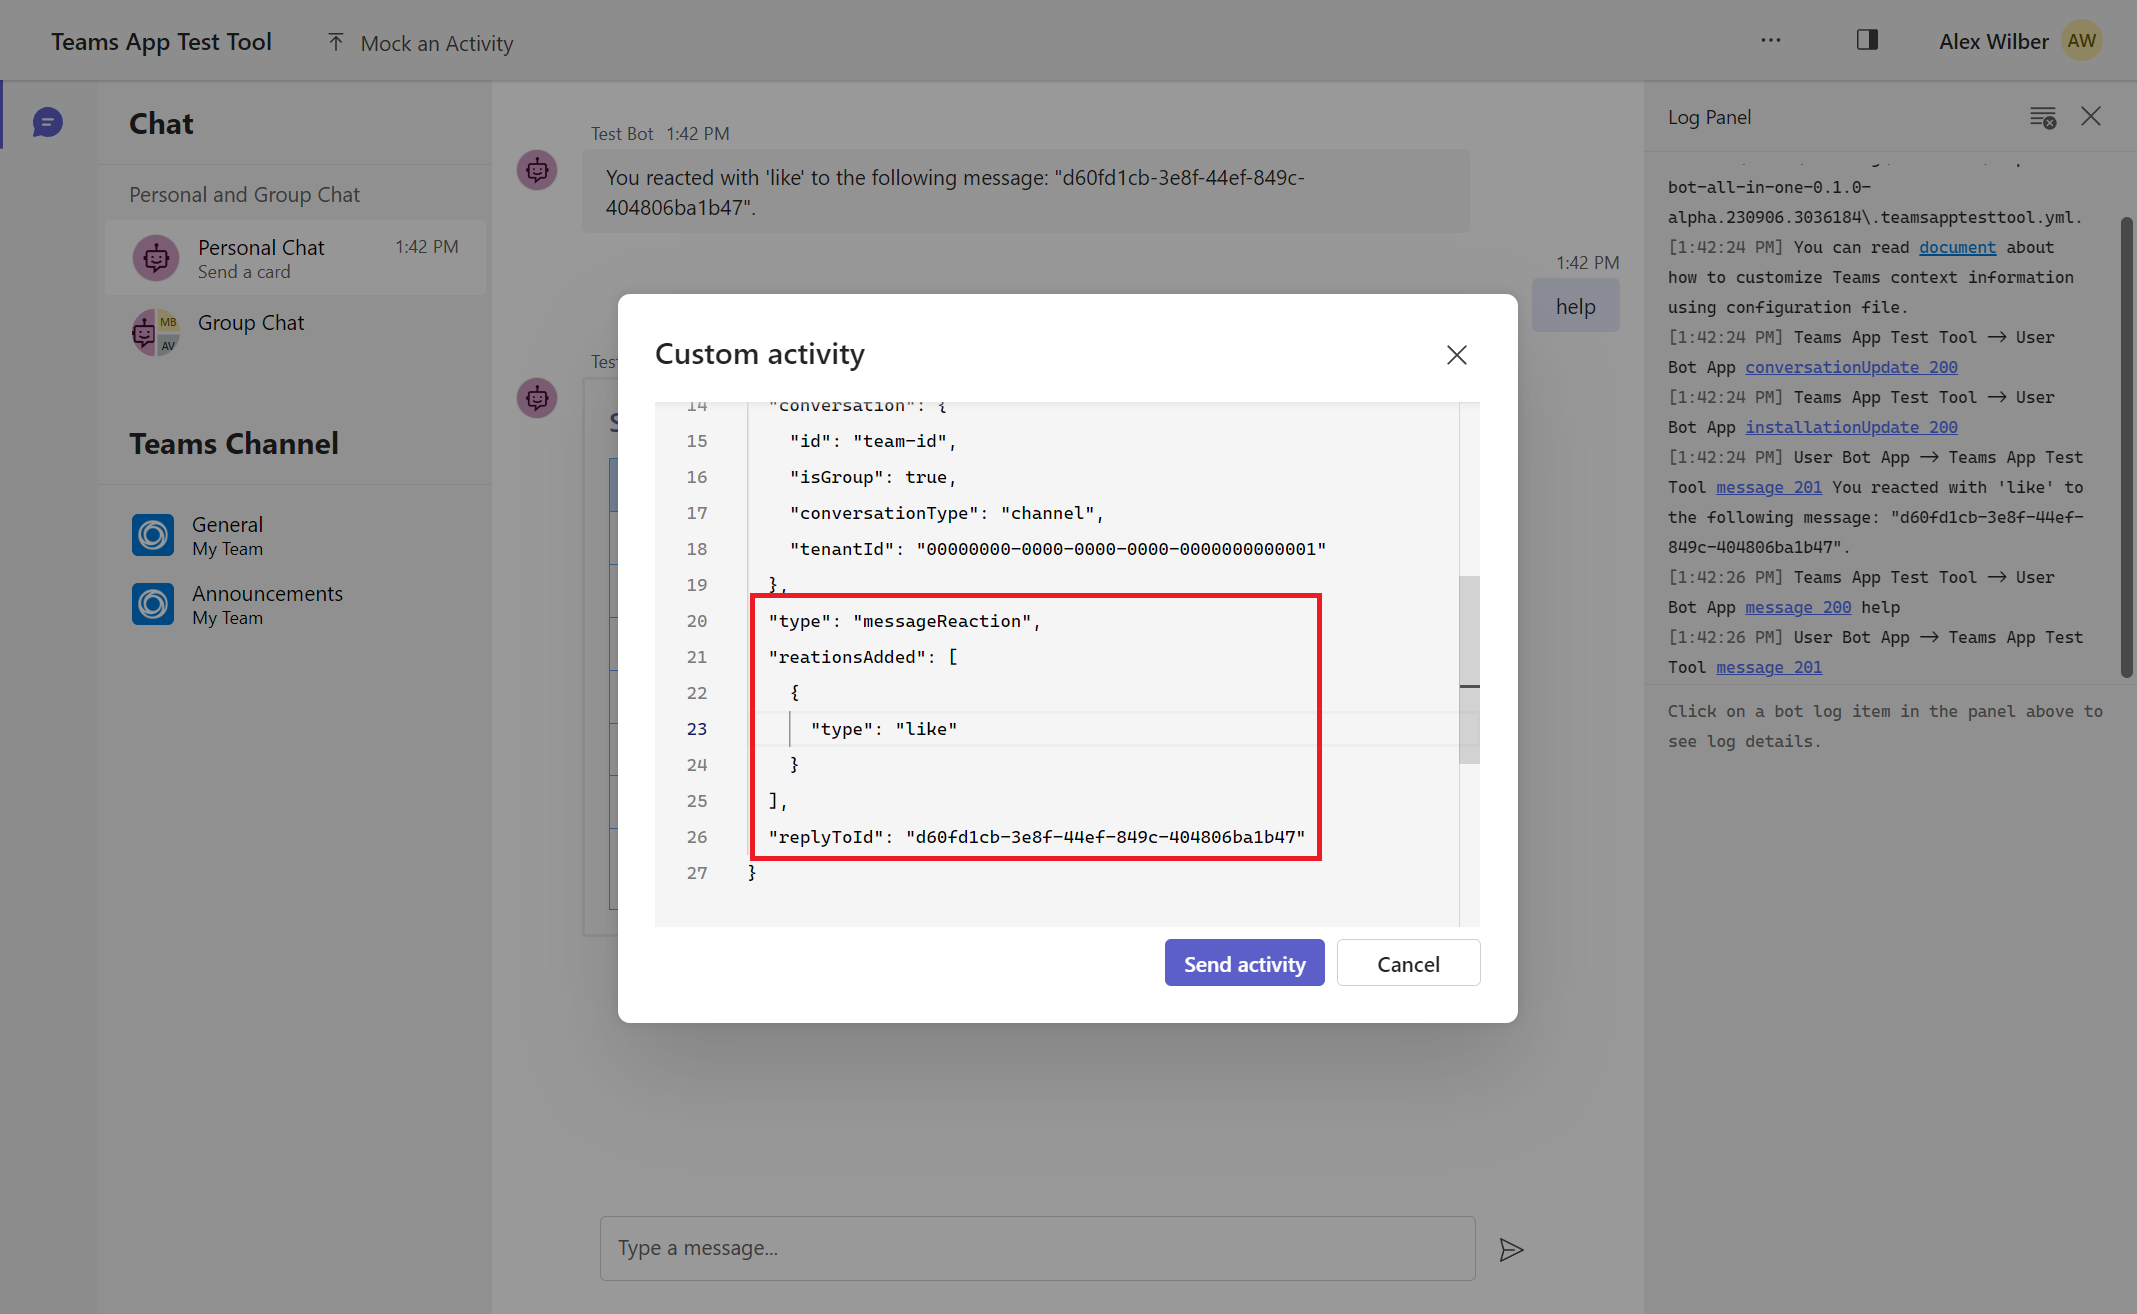 Teams App Test Tool
Mock an Activity
Alex Wilber
AW
Chat
Personal and Group Chat
Personal Chat
1:42 PM
Send a card
MB
AV
Group Chat
Teams Channel
General
My Team
Announcements
My Team
Test Bot 1:42 PM
You reacted with 'like' to the following message: "d60fd1cb-3e8f-44ef-849c-
404806ba1b47".
1:42 PM
help
Custom activity
14 "conversation": {
15 "id": "team-id",
16 "isGroup": true,
17 "conversationType": "channel",
18 "tenantId": "00000000-0000-0000-0000-0000000000001"
19 },
20 "type": "messageReaction",
21 "reationsAdded": [
22 {
23 "type": "like"
24 }
25 ],
26 "replyToId": "d60fd1cb-3e8f-44ef-849c-404806ba1b47"
27 }
Send activity
Cancel
Type a message...
Log Panel
bot-all-in-one-0.1.0-
alpha.230906.3036184\.teamsapptesttool.yml.
[1:42:24 PM] You can read document about
how to customize Teams context information
using configuration file.
[1:42:24 PM] Teams App Test Tool → User
Bot App conversationUpdate 200
[1:42:24 PM] Teams App Test Tool → User
Bot App installationUpdate 200
[1:42:24 PM] User Bot App → Teams App Test
Tool message 201 You reacted with 'like' to
the following message: "d60fd1cb-3e8f-44ef-
849c-404806ba1b47".
[1:42:26 PM] Teams App Test Tool → User
Bot App message 200 help
[1:42:26 PM] User Bot App → Teams App Test
Tool message 201
Click on a bot log item in the panel above to
see log details.